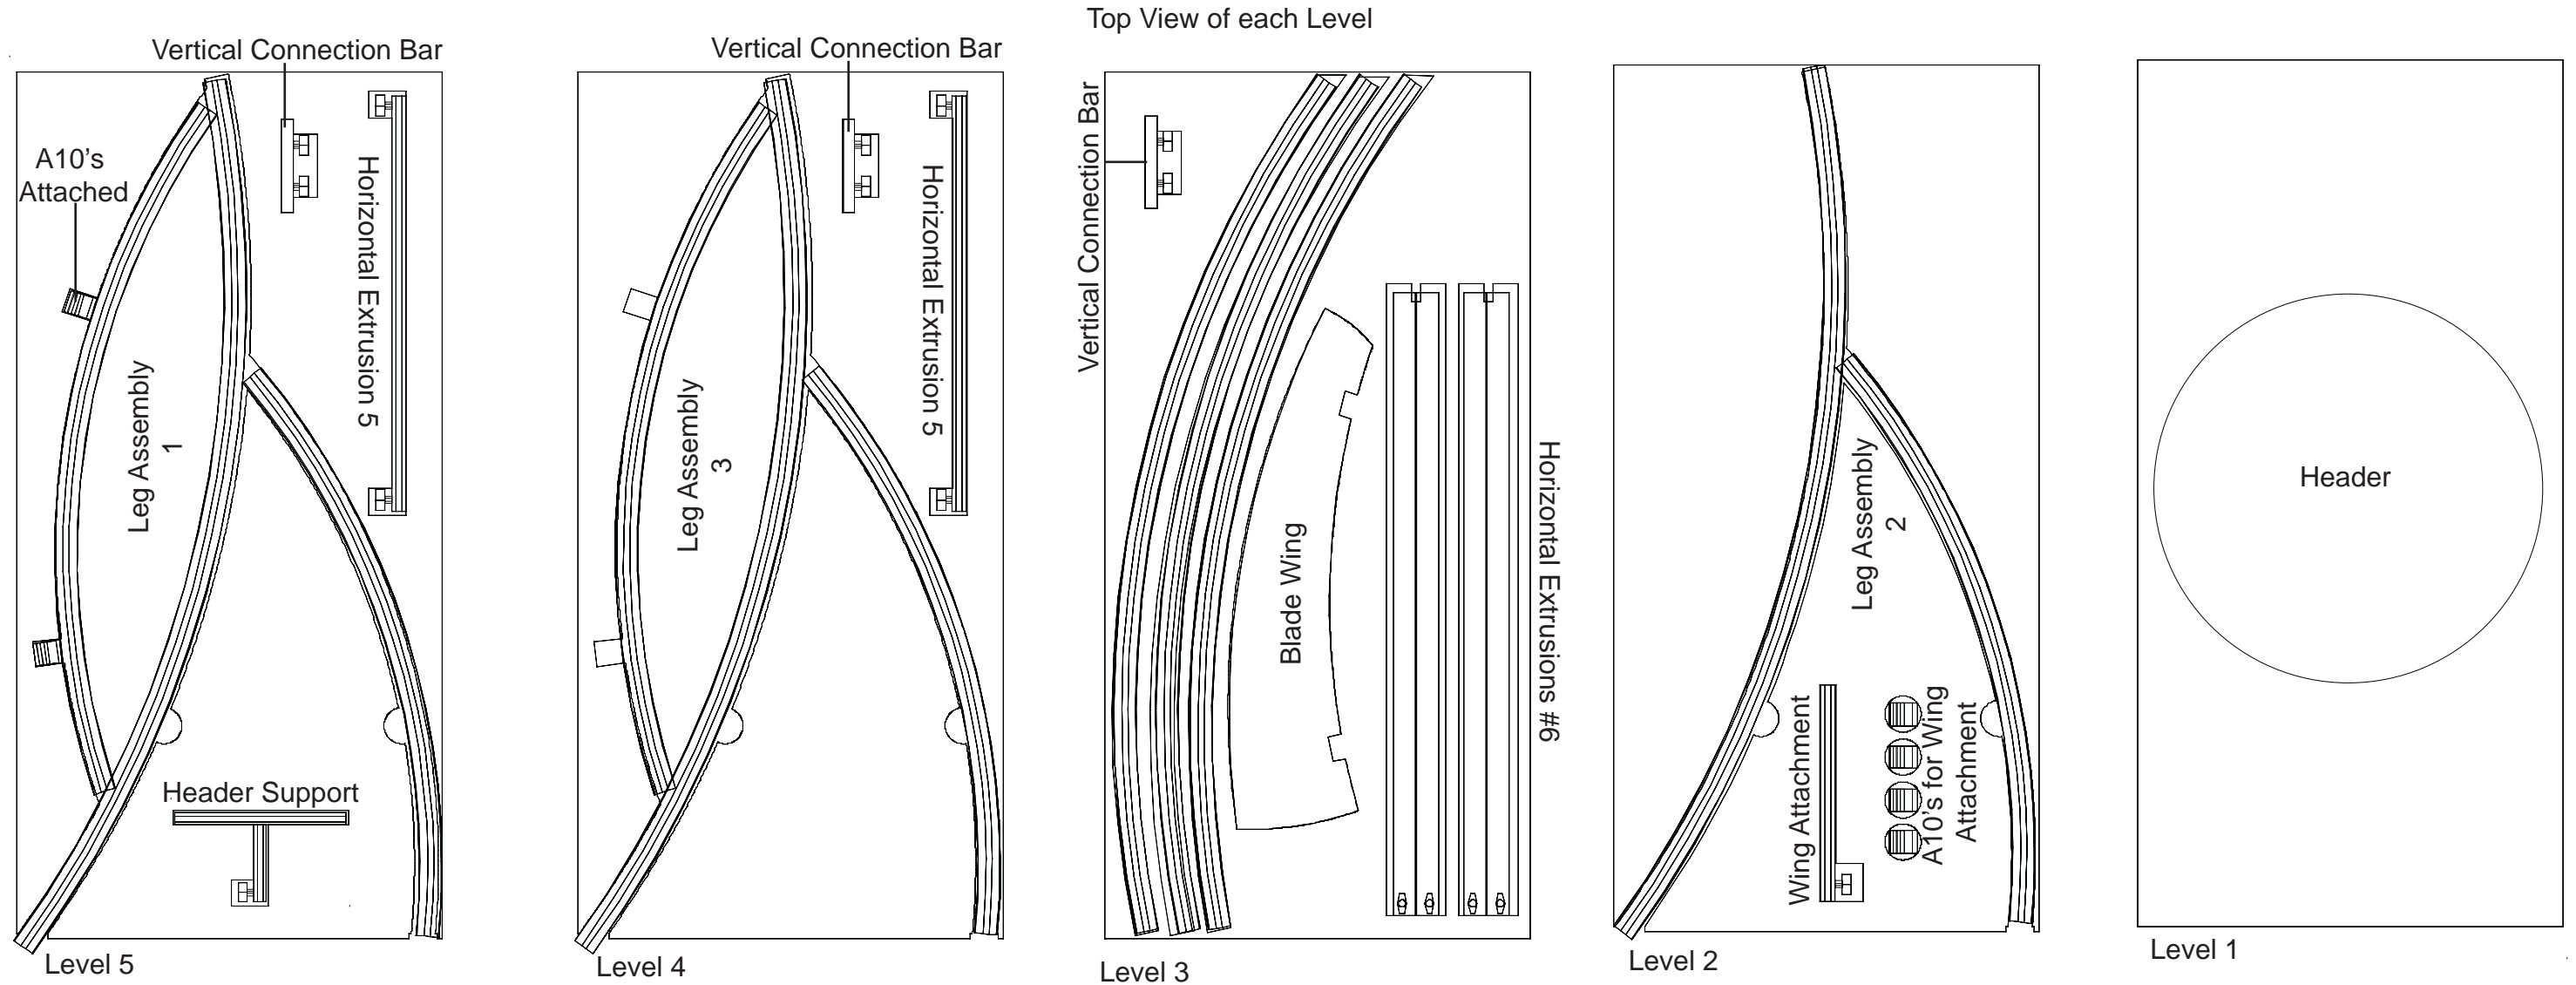 Top View of each Level
Vertical Connection Bar
A10's
Attached
Horizontal Extrusion 5
Leg Assembly
1
Header Support
Level 5
Vertical Connection Bar
Horizontal Extrusion 5
Leg Assembly
3
Level 4
Vertical Connection Bar
Blade Wing
Horizontal Extrusions #6
Level 3
Leg Assembly
2
Wing Attachment
A10's for Wing
Attachment
Level 2
Header
Level 1